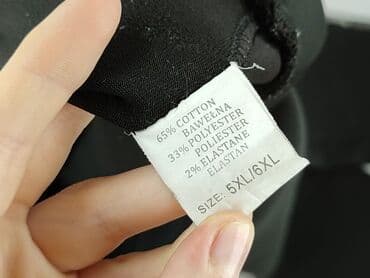 65% COTTON
BAWEŁNA
33% POLYESTER
POLIESTER
2% ELASTANE
ELASTAN
SIZE: 5XL/6XL